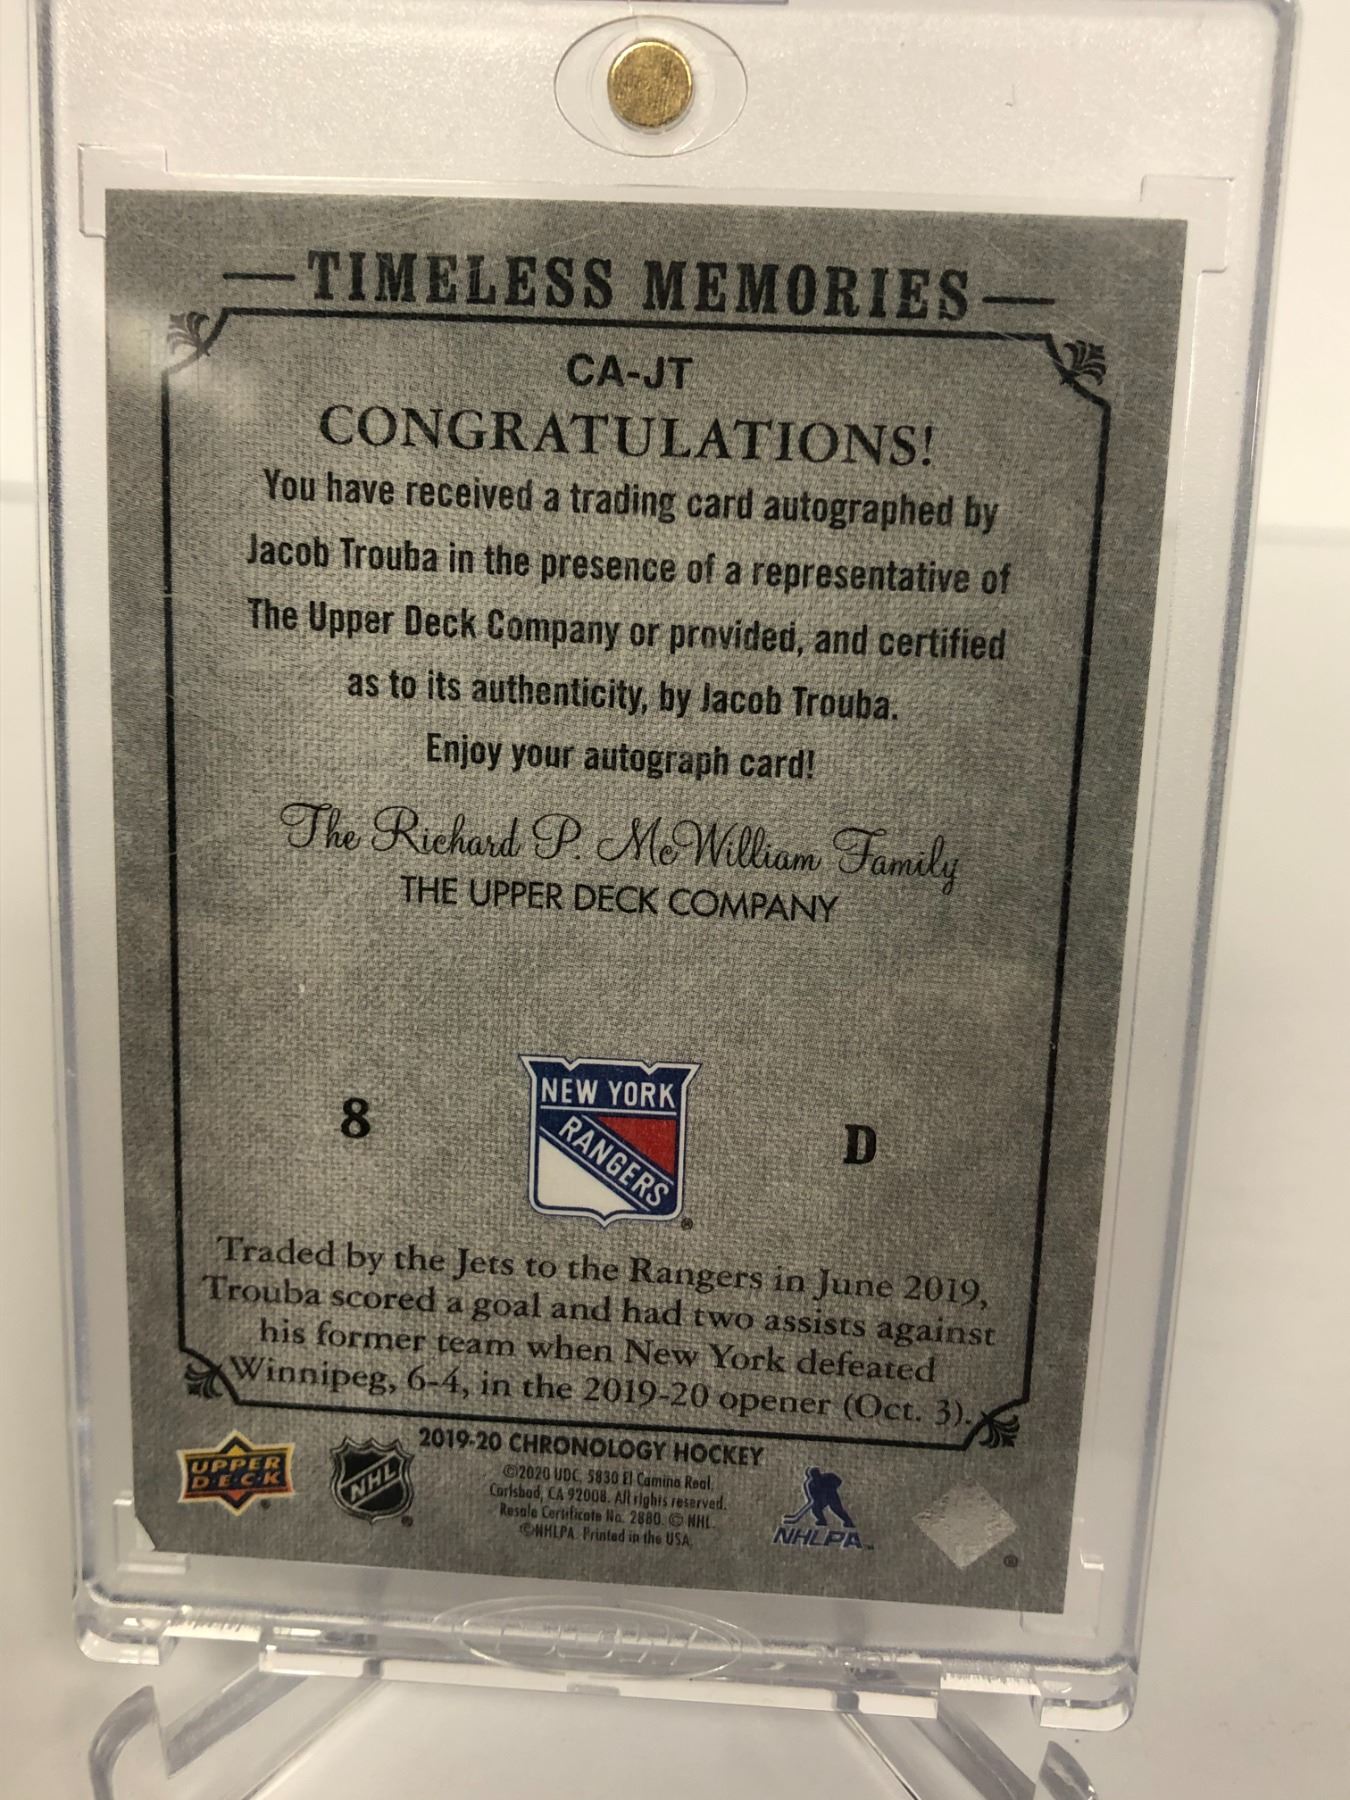 TIMELESS MEMORIES
CA-JT
CONGRATULATIONS!
You have received a trading card autographed by
Jacob Trouba in the presence of a representative of
The Upper Deck Company or provided, and certified
as to its authenticity, by Jacob Trouba.
Enjoy your autograph card!
The Richard P. McWilliam Family
THE UPPER DECK COMPANY
8
NEW YORK
RANGERS
®
D
Traded by the Jets to the Rangers in June 2019,
Trouba scored a goal and had two assists against
his former team when New York defeated
Winnipeg, 6-4, in the 2019-20 opener (Oct. 3).
UPPER
DECK
®
NHL
®
2019-20 CHRONOLOGY HOCKEY
©2020 UDC, 5830 El Camino Real,
Carlsbad, CA 92008. All rights reserved.
Resale Certificate No. 2880. © NHL.
©NHLPA. Printed in the USA.
NHLPA™
®